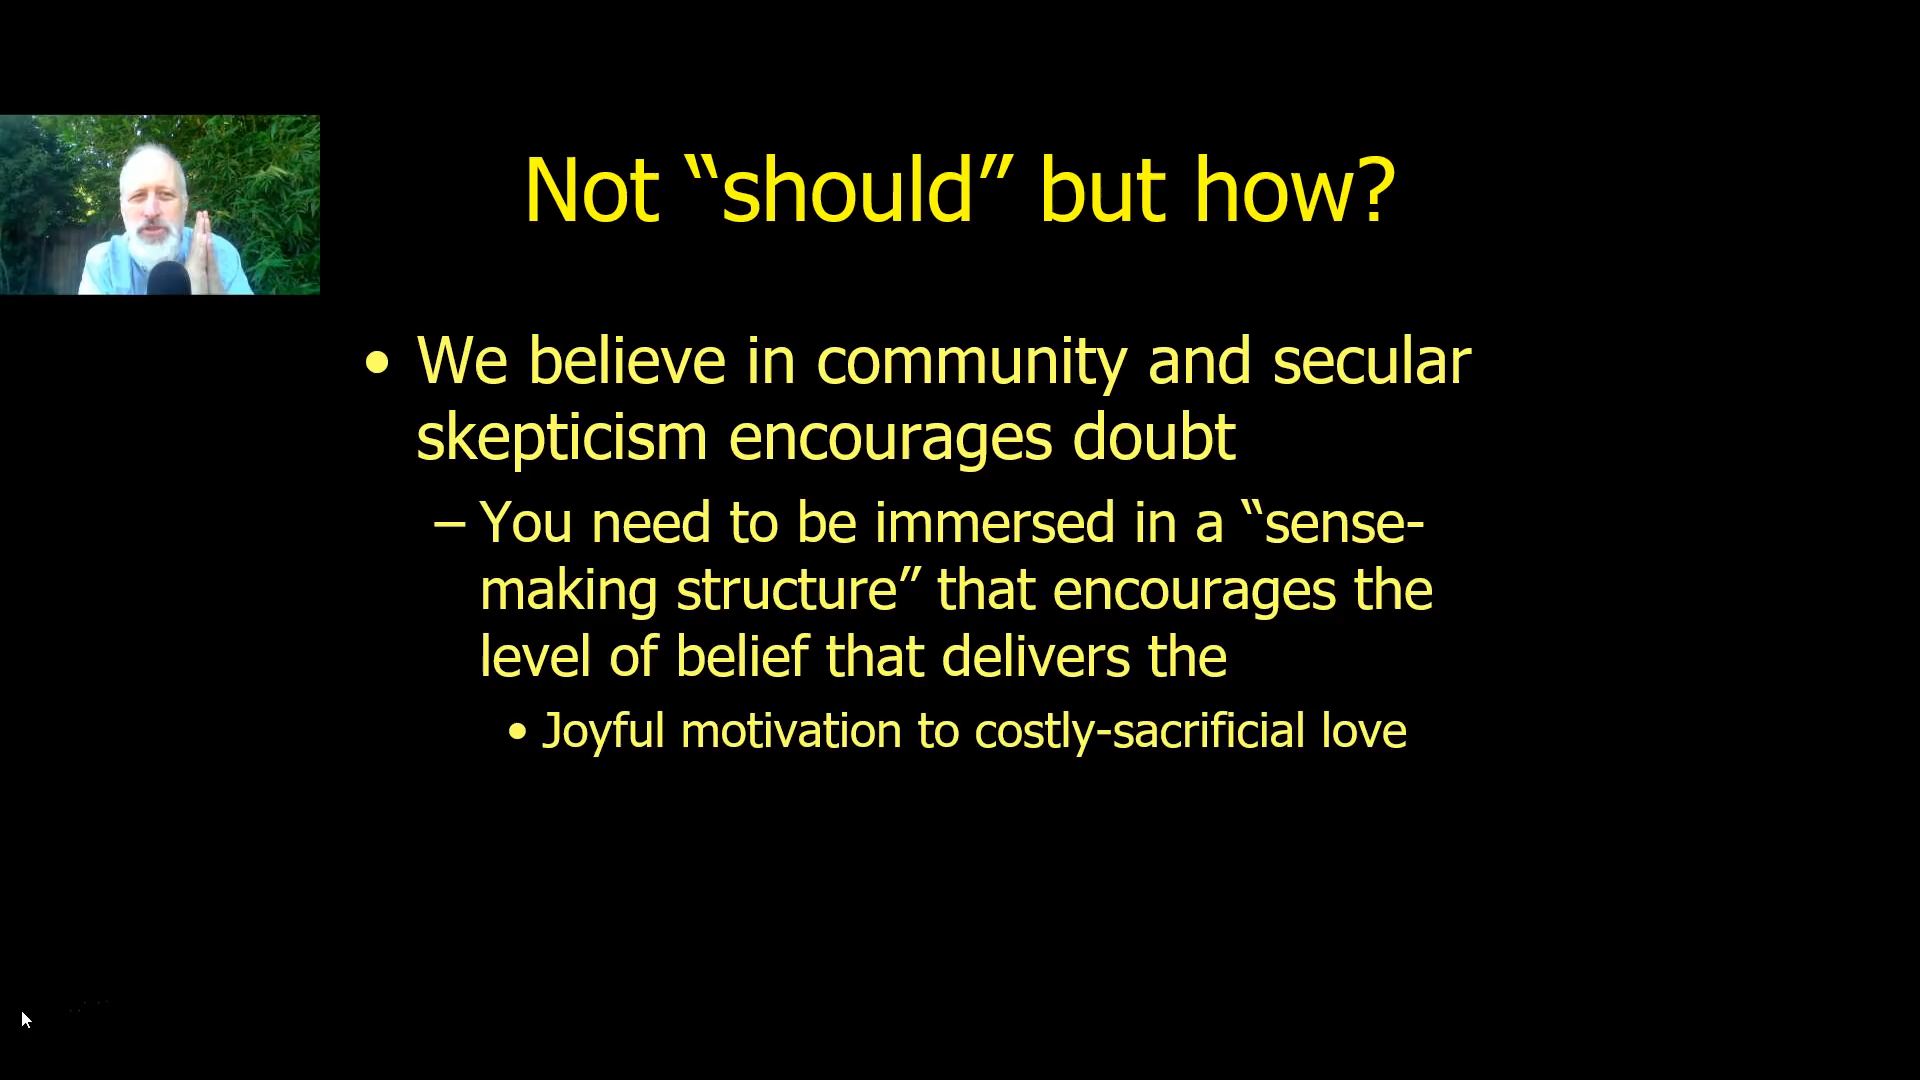 Not “should” but how?
• We believe in community and secular
skepticism encourages doubt
– You need to be immersed in a “sense-
making structure” that encourages the
level of belief that delivers the
• Joyful motivation to costly-sacrificial love